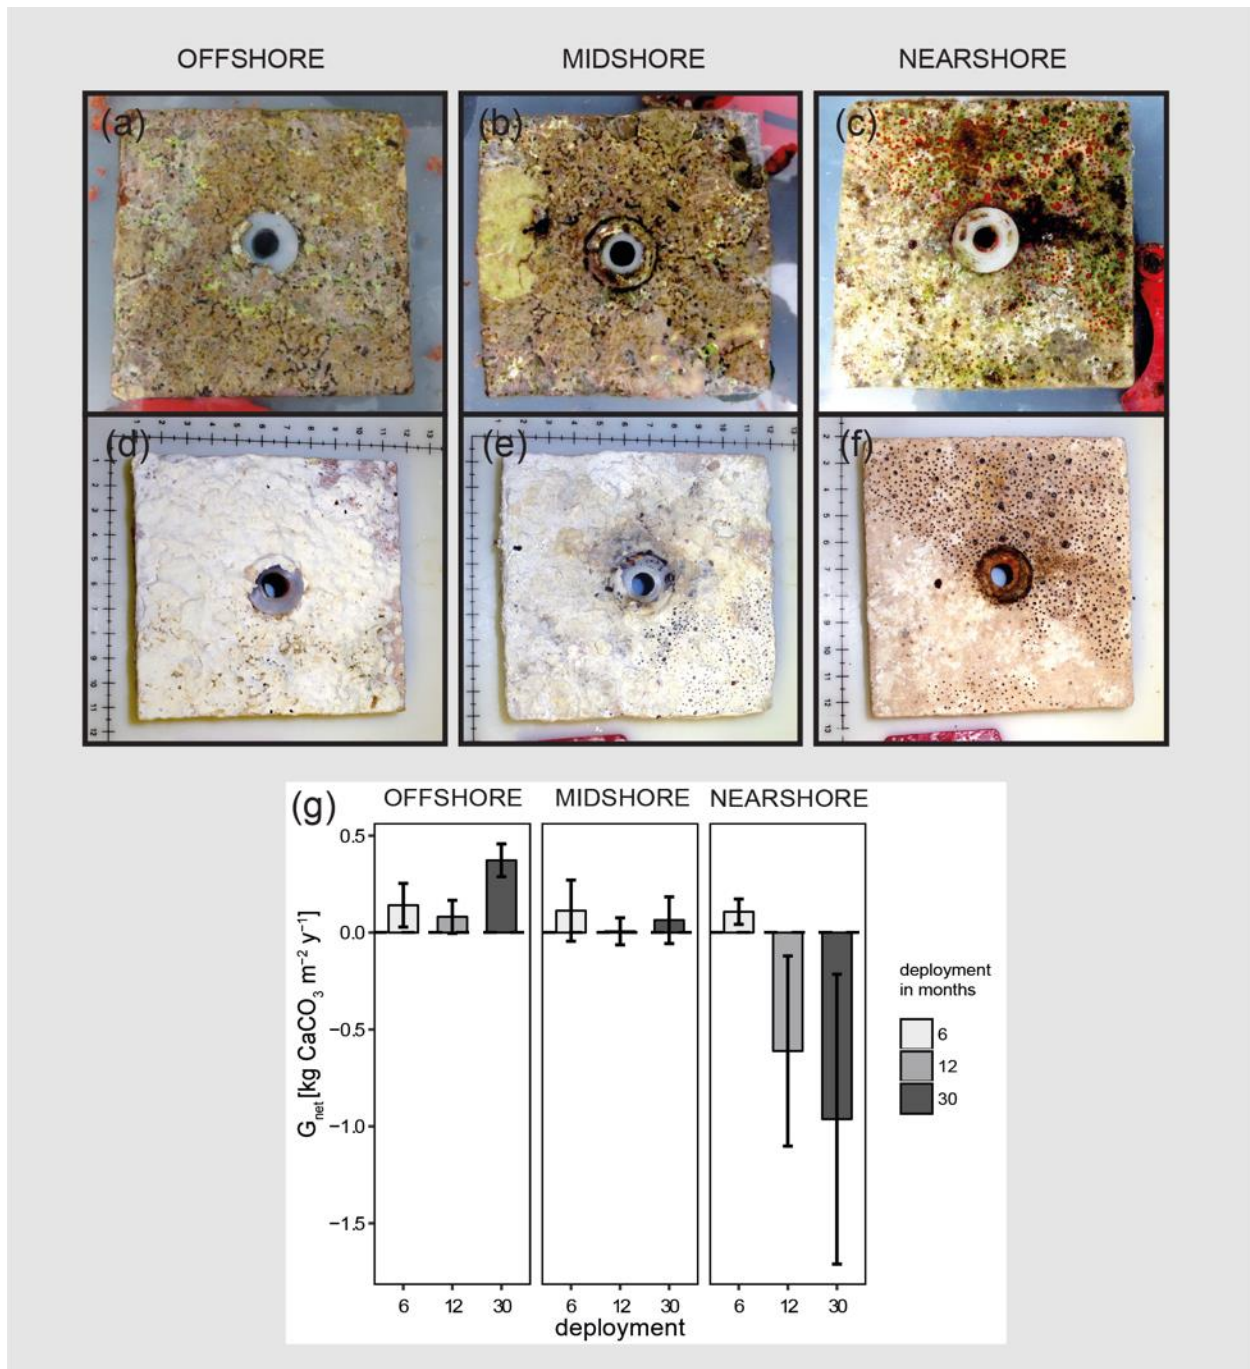 OFFSHORE MIDSHORE NEARSHORE
(a) (b) (c)
(d) (e) (f)
(g) OFFSHORE MIDSHORE NEARSHORE
0.5
0.0
−0.5
−1.0
−1.5
Gnet [kg CaCO3 m−2 y−1]
6 12 30 6 12 30 6 12 30
deployment
deployment
in months
6
12
30